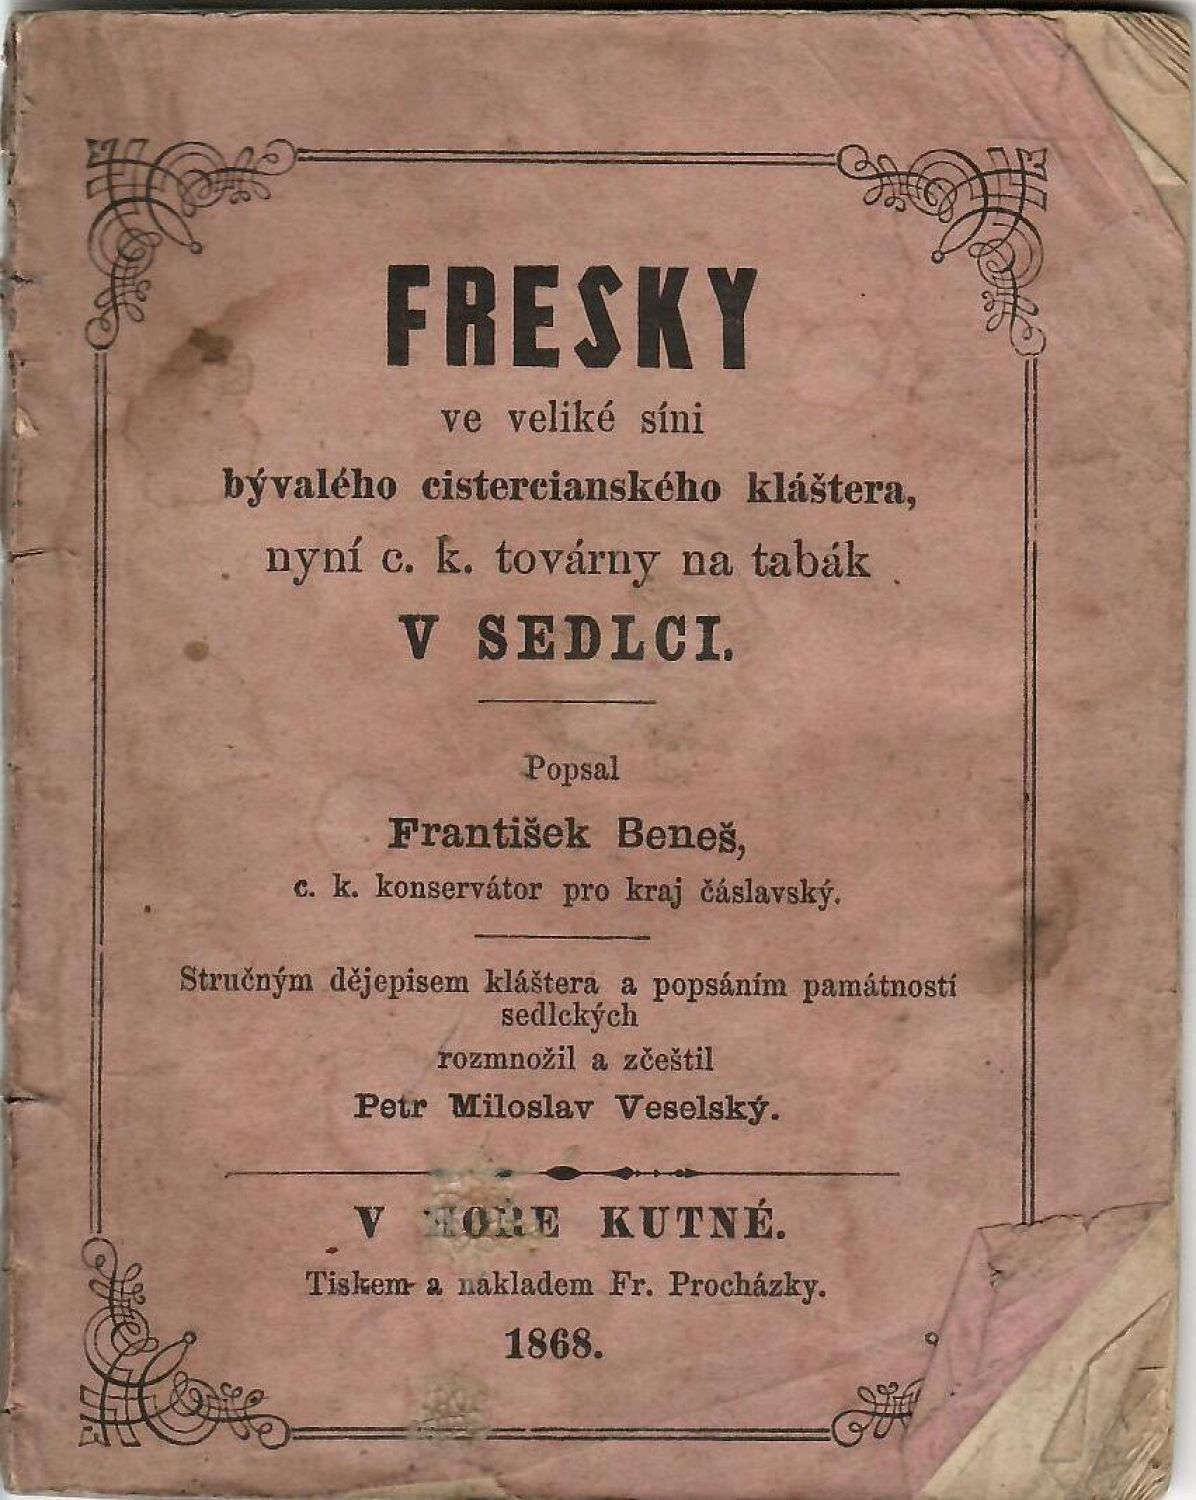 FRESKY
ve veliké síni
bývalého cistercianského kláštera,
nyní c. k. továrny na tabák
V SEDLCI.
Popsal
František Beneš,
c. k. konservátor pro kraj čáslavský.
Stručným dějepisem kláštera a popsáním památností
sedlckých
rozmnožil a zčeštil
Petr Miloslav Veselský.
V HOŘE KUTNÉ.
Tiskem a nákladem Fr. Procházky.
1868.